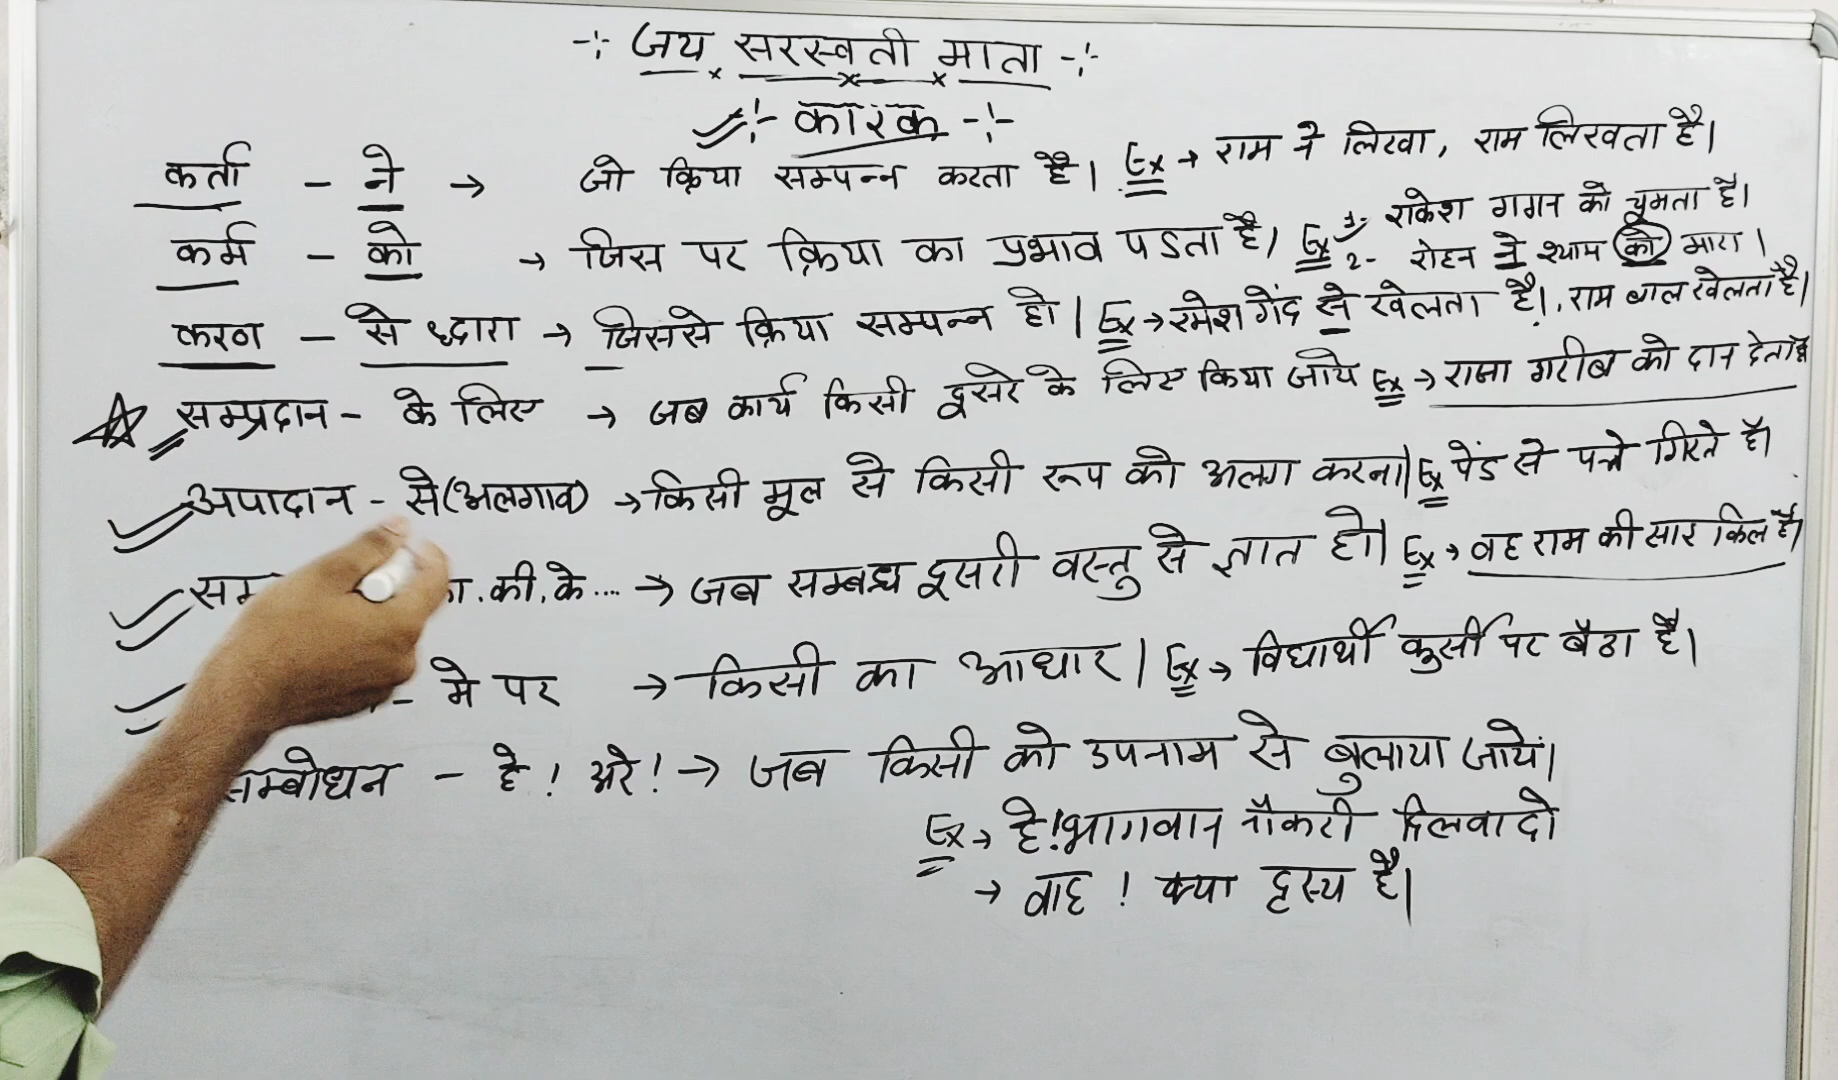 -:- जय सरस्वती माता -:-
-:- कारक -:-
कर्ता - ने → जो क्रिया सम्पन्न करता है। Ex → राम ने लिखा, राम लिखता है।
कर्म - को → जिस पर क्रिया का प्रभाव पडता है। Ex 1- राकेश गगन को चूमता है।
2- रोहन ने श्याम को मारा।
करण - से द्धारा → जिससे क्रिया सम्पन्न हो। Ex → रमेश गेंद से खेलता है।, राम बाल खेलता है।
सम्प्रदान - के लिए → जब कार्य किसी दूसरे के लिए किया जाये Ex → राजा गरीब को दान देता है
अपादान - से (अलगाव) → किसी मूल से किसी रूप को अलग करना। Ex पेंड से पत्ते गिरते है।
सम का.की.के... → जब सम्बन्ध दूसरी वस्तु से ज्ञात हो। Ex → वह राम की सार किल है।
- मे पर → किसी का आधार। Ex → विद्यार्थी कुर्सी पर बैठा है।
सम्बोधन - हे! अरे! → जब किसी को उपनाम से बुलाया जाये।
Ex → हे! भागवान नौकरी दिलवादो
→ वाह! क्या दृस्य है।